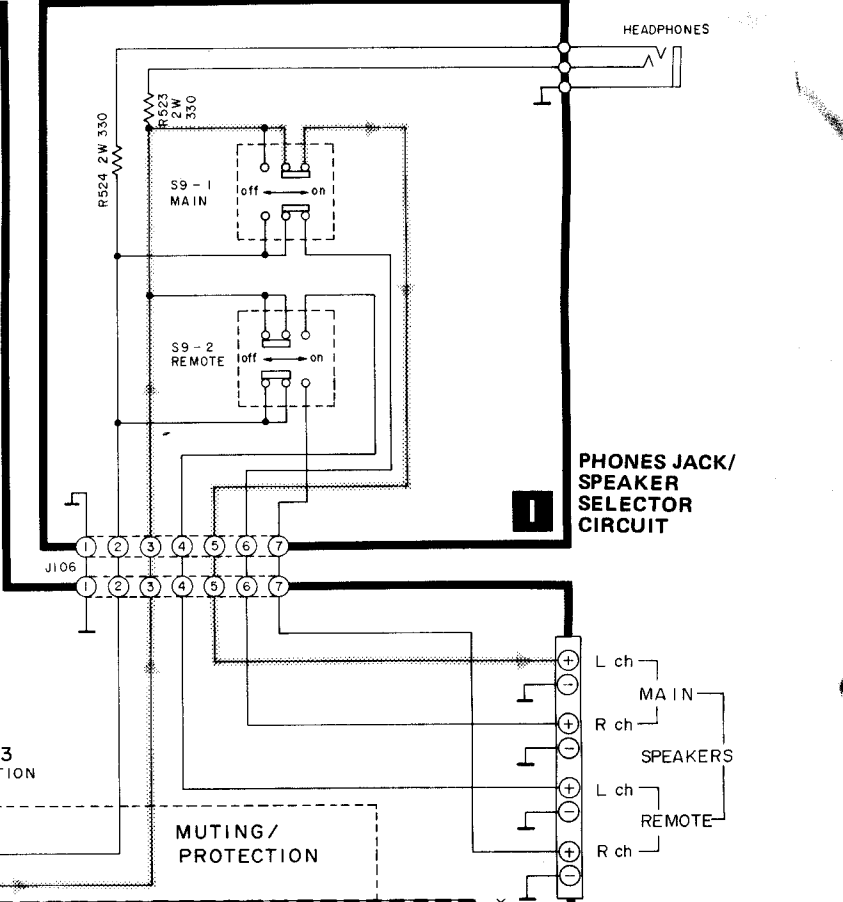 HEADPHONES
R523
2W
330
R524 2W 330
S9-1
MAIN
off
on
S9-2
REMOTE
off
on
PHONES JACK/
SPEAKER
SELECTOR
CIRCUIT
I
1 2 3 4 5 6 7
J106
1 2 3 4 5 6 7
+ L ch
−
MAIN
+ R ch
−
SPEAKERS
+ L ch
−
REMOTE
+ R ch
−
3
TION
MUTING/
PROTECTION